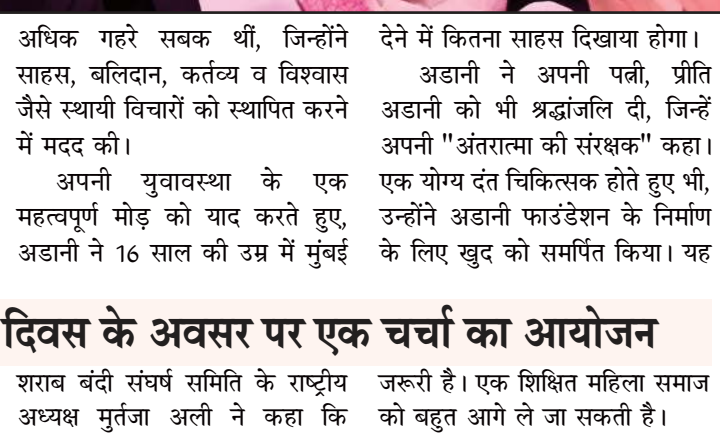 अधिक गहरे सबक थीं, जिन्होंने
साहस, बलिदान, कर्तव्य व विश्वास
जैसे स्थायी विचारों को स्थापित करने
में मदद की।
अपनी युवावस्था के एक
महत्वपूर्ण मोड़ को याद करते हुए,
अडानी ने 16 साल की उम्र में मुंबई
देने में कितना साहस दिखाया होगा।
अडानी ने अपनी पत्नी, प्रीति
अडानी को भी श्रद्धांजलि दी, जिन्हें
अपनी "अंतरात्मा की संरक्षक" कहा।
एक योग्य दंत चिकित्सक होते हुए भी,
उन्होंने अडानी फाउंडेशन के निर्माण
के लिए खुद को समर्पित किया। यह
दिवस के अवसर पर एक चर्चा का आयोजन
शराब बंदी संघर्ष समिति के राष्ट्रीय
अध्यक्ष मुर्तजा अली ने कहा कि
जरूरी है। एक शिक्षित महिला समाज
को बहुत आगे ले जा सकती है।